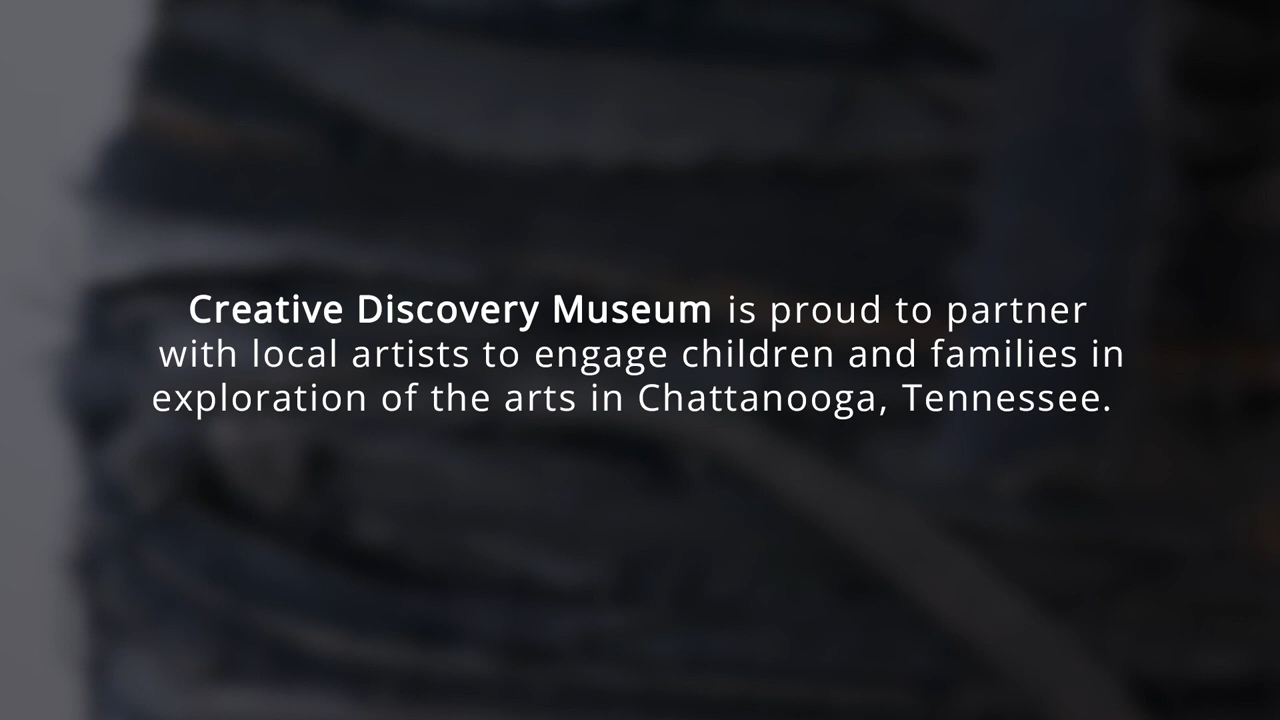 Creative Discovery Museum is proud to partner
with local artists to engage children and families in
exploration of the arts in Chattanooga, Tennessee.